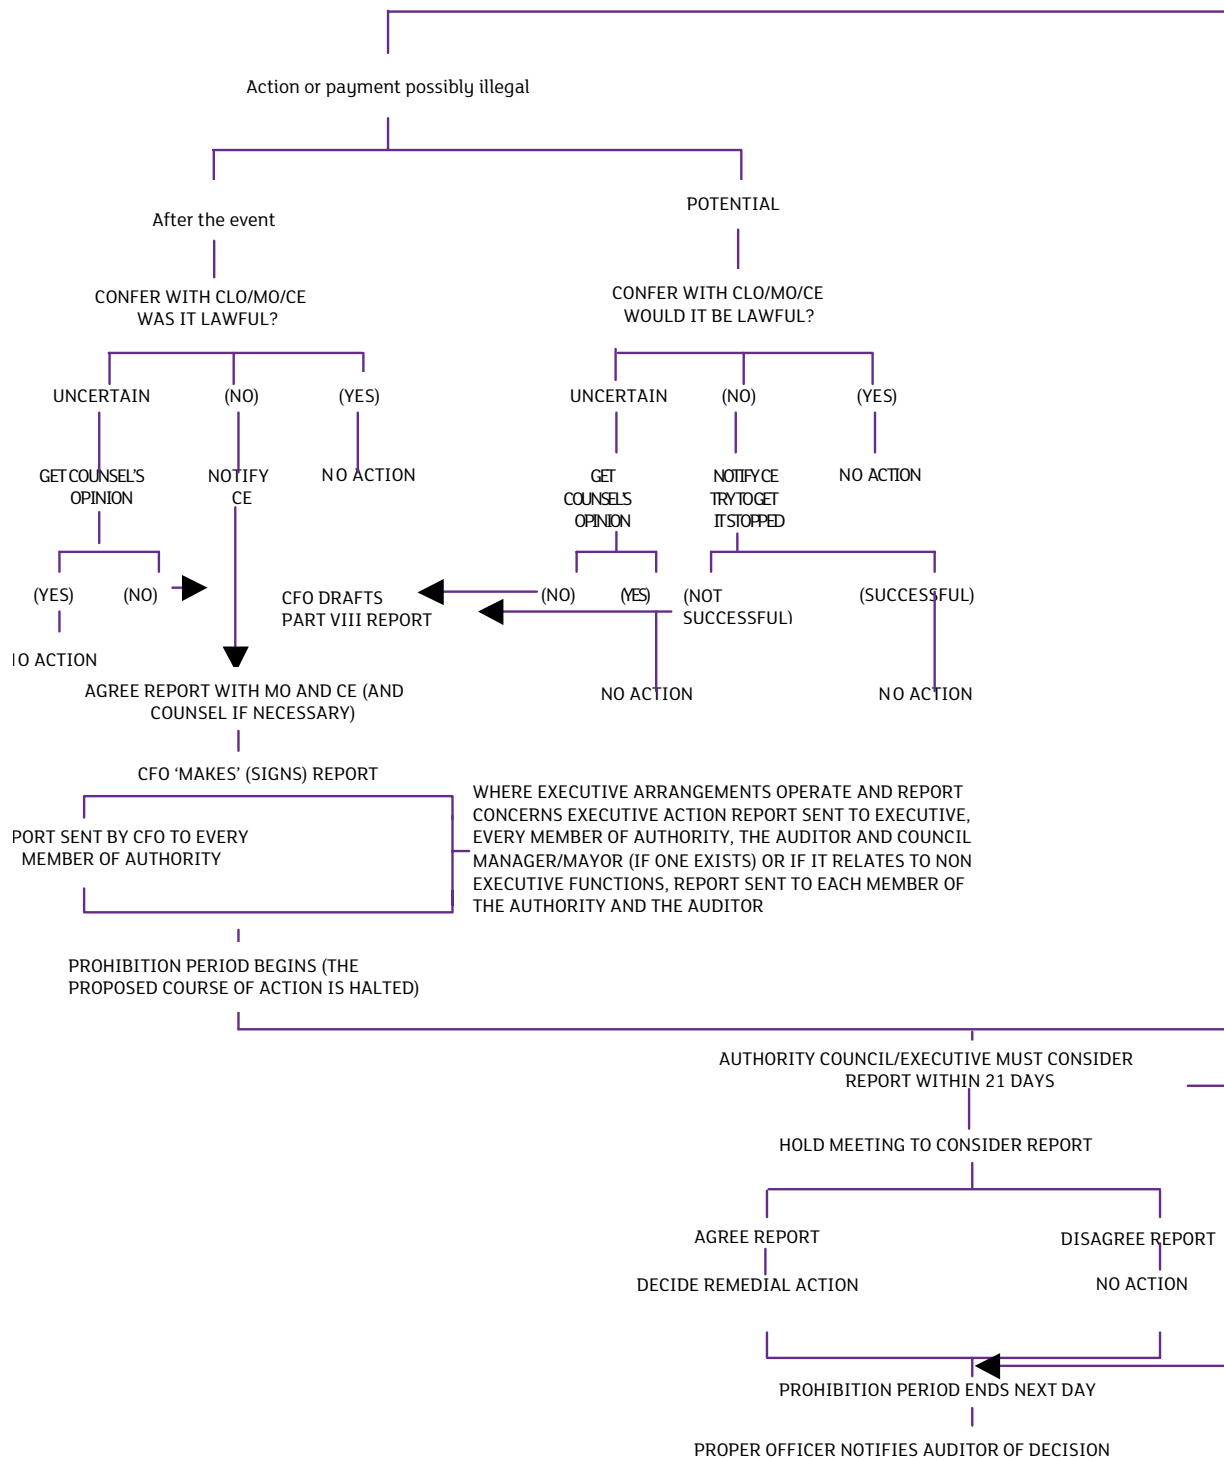 Action or payment possibly illegal
After the event
POTENTIAL
CONFER WITH CLO/MO/CE
WAS IT LAWFUL?
CONFER WITH CLO/MO/CE
WOULD IT BE LAWFUL?
UNCERTAIN
(NO)
(YES)
UNCERTAIN
(NO)
(YES)
GET COUNSEL'S
OPINION
NOTIFY
CE
NO ACTION
GET
COUNSEL'S
OPINION
NOTIFY CE
TRY TO GET
IT STOPPED
NO ACTION
(YES)
(NO)
CFO DRAFTS
PART VIII REPORT
(NO)
(YES)
(NOT
SUCCESSFUL)
(SUCCESSFUL)
ACTION
AGREE REPORT WITH MO AND CE (AND
COUNSEL IF NECESSARY)
NO ACTION
NO ACTION
CFO ‘MAKES’ (SIGNS) REPORT
SENT BY CFO TO EVERY
MEMBER OF AUTHORITY
WHERE EXECUTIVE ARRANGEMENTS OPERATE AND REPORT
CONCERNS EXECUTIVE ACTION REPORT SENT TO EXECUTIVE,
EVERY MEMBER OF AUTHORITY, THE AUDITOR AND COUNCIL
MANAGER/MAYOR (IF ONE EXISTS) OR IF IT RELATES TO NON
EXECUTIVE FUNCTIONS, REPORT SENT TO EACH MEMBER OF
THE AUTHORITY AND THE AUDITOR
PROHIBITION PERIOD BEGINS (THE
PROPOSED COURSE OF ACTION IS HALTED)
AUTHORITY COUNCIL/EXECUTIVE MUST CONSIDER
REPORT WITHIN 21 DAYS
HOLD MEETING TO CONSIDER REPORT
AGREE REPORT
DISAGREE REPORT
DECIDE REMEDIAL ACTION
NO ACTION
PROHIBITION PERIOD ENDS NEXT DAY
PROPER OFFICER NOTIFIES AUDITOR OF DECISION